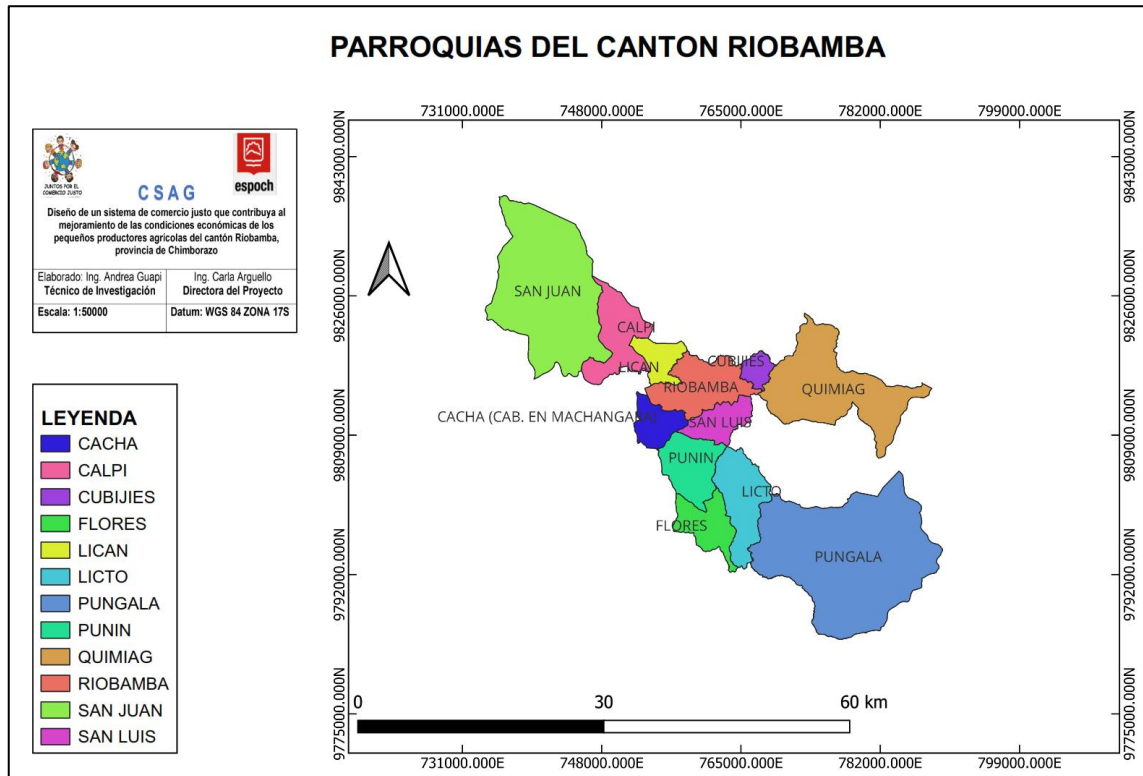 PARROQUIAS DEL CANTON RIOBAMBA
JUNTOS POR EL
COMERCIO JUSTO
CSAG
espoch
Diseño de un sistema de comercio justo que contribuya al
mejoramiento de las condiciones económicas de los
pequeños productores agrícolas del cantón Riobamba,
provincia de Chimborazo
Elaborado: Ing. Andrea Guapi
Técnico de Investigación
Ing. Carla Arguello
Directora del Proyecto
Escala: 1:50000
Datum: WGS 84 ZONA 17S
LEYENDA
CACHA
CALPI
CUBIJIES
FLORES
LICAN
LICTO
PUNGALA
PUNIN
QUIMIAG
RIOBAMBA
SAN JUAN
SAN LUIS
731000.000E 748000.000E 765000.000E 782000.000E 799000.000E
9843000.000N
9826000.000N
9809000.000N
9792000.000N
9775000.000N
SAN JUAN
CALPI
LICAN
CUBIJIES
RIOBAMBA
QUIMIAG
CACHA (CAB. EN MACHANGARA)
SAN LUIS
PUNIN
LICTO
FLORES
PUNGALA
0 30 60 km
9843000.000N
9826000.000N
9809000.000N
9792000.000N
9775000.000N
731000.000E 748000.000E 765000.000E 782000.000E 799000.000E